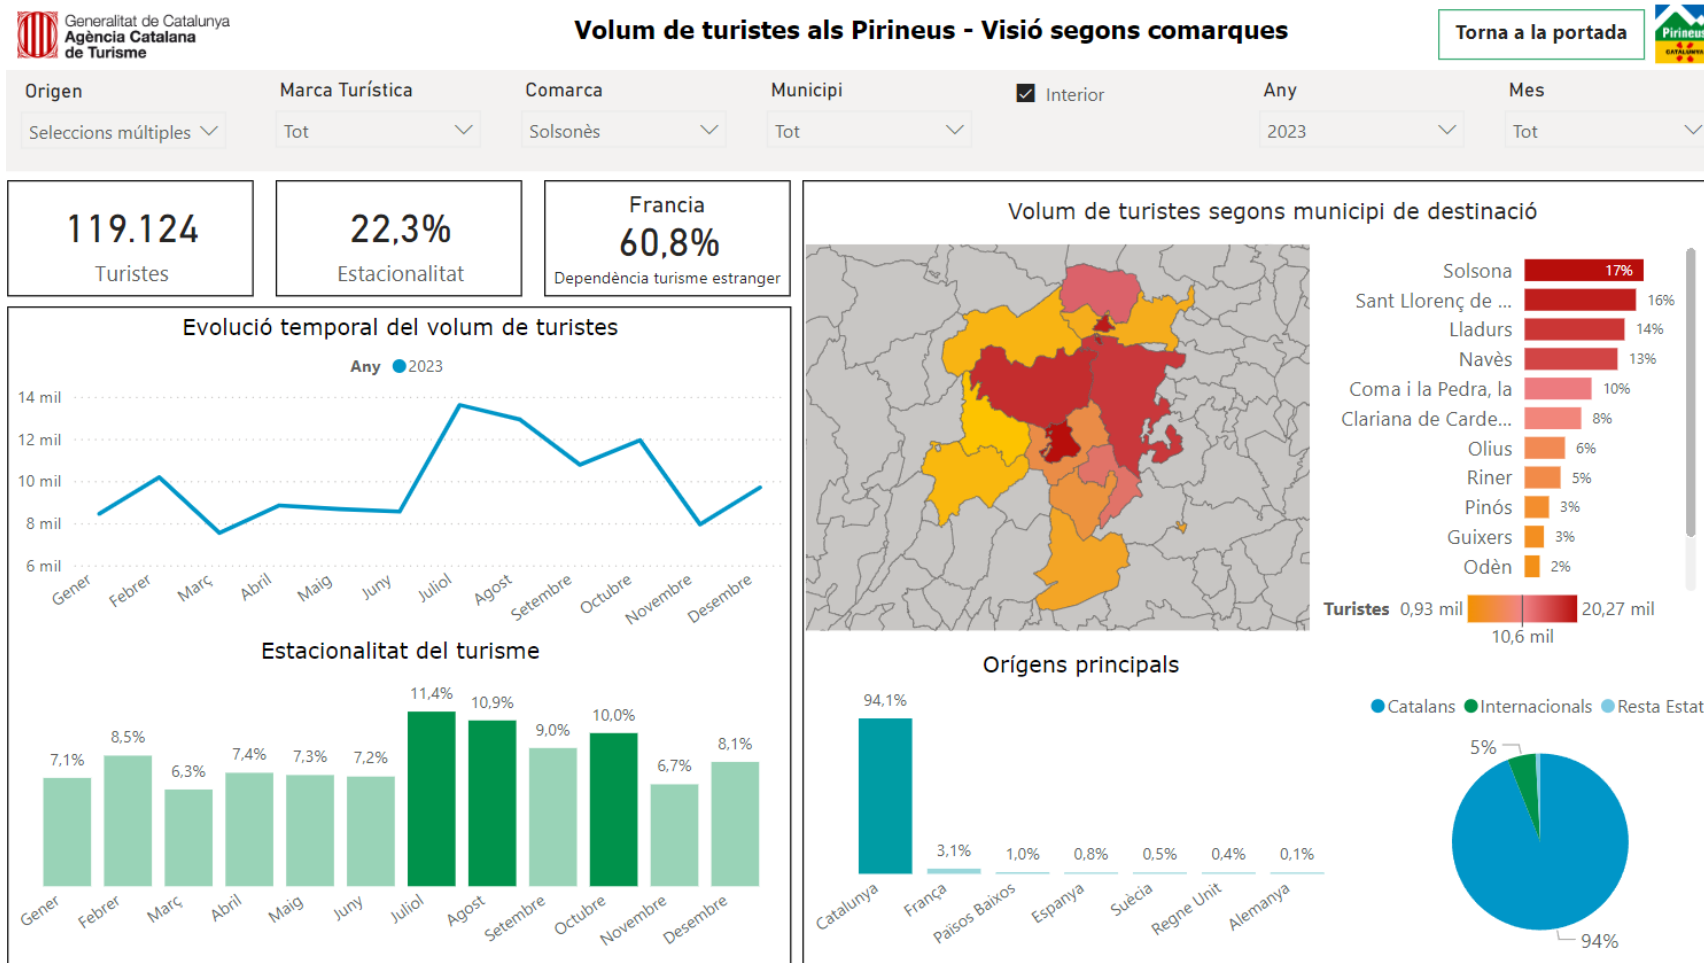 Generalitat de Catalunya
Agència Catalana
de Turisme
Volum de turistes als Pirineus - Visió segons comarques
Torna a la portada
Pirineus
CATALUNYA
Origen
Marca Turística
Comarca
Municipi
Interior
Any
Mes
Seleccions múltiples
Tot
Solsonès
Tot
2023
Tot
119.124
Turistes
22,3%
Estacionalitat
Francia
60,8%
Dependència turisme estranger
Evolució temporal del volum de turistes
Any 2023
14 mil
12 mil
10 mil
8 mil
6 mil
Gener
Febrer
Març
Abril
Maig
Juny
Juliol
Agost
Setembre
Octubre
Novembre
Desembre
Estacionalitat del turisme
7,1%
8,5%
6,3%
7,4%
7,3%
7,2%
11,4%
10,9%
9,0%
10,0%
6,7%
8,1%
Gener
Febrer
Març
Abril
Maig
Juny
Juliol
Agost
Setembre
Octubre
Novembre
Desembre
Volum de turistes segons municipi de destinació
Solsona 17%
Sant Llorenç de ... 16%
Lladurs 14%
Navès 13%
Coma i la Pedra, la 10%
Clariana de Carde... 8%
Olius 6%
Riner 5%
Pinós 3%
Guixers 3%
Odèn 2%
Turistes 0,93 mil 20,27 mil
10,6 mil
Orígens principals
94,1%
3,1%
1,0%
0,8%
0,5%
0,4%
0,1%
Catalunya
França
Països Baixos
Espanya
Suècia
Regne Unit
Alemanya
Catalans Internacionals Resta Estat
5%
94%